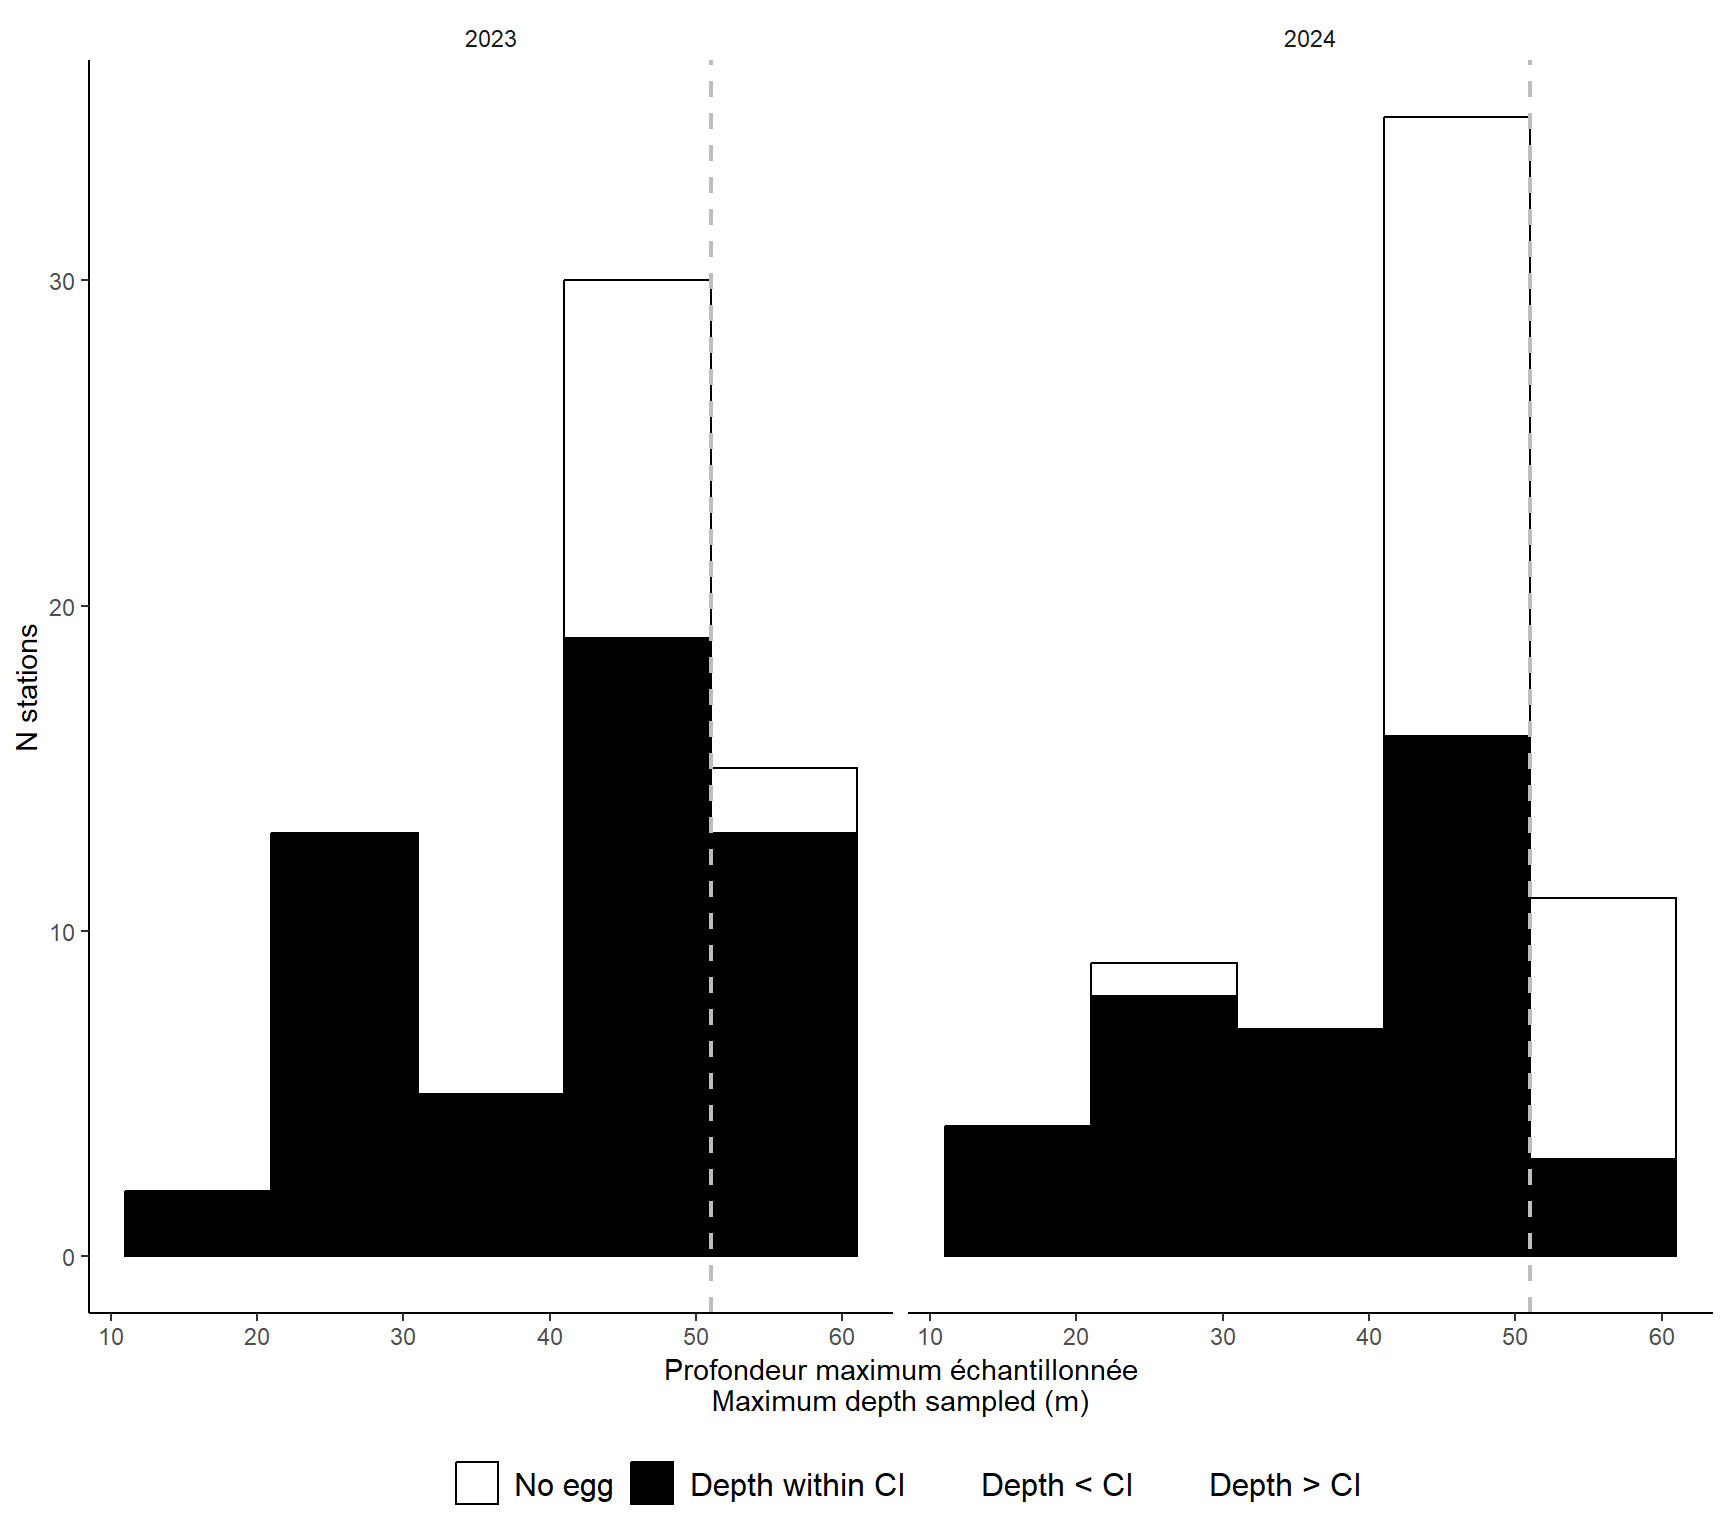 2023
2024
N stations
30
20
10
0
10 20 30 40 50 60
10 20 30 40 50 60
Profondeur maximum échantillonnée
Maximum depth sampled (m)
No egg
Depth within CI
Depth < CI
Depth > CI